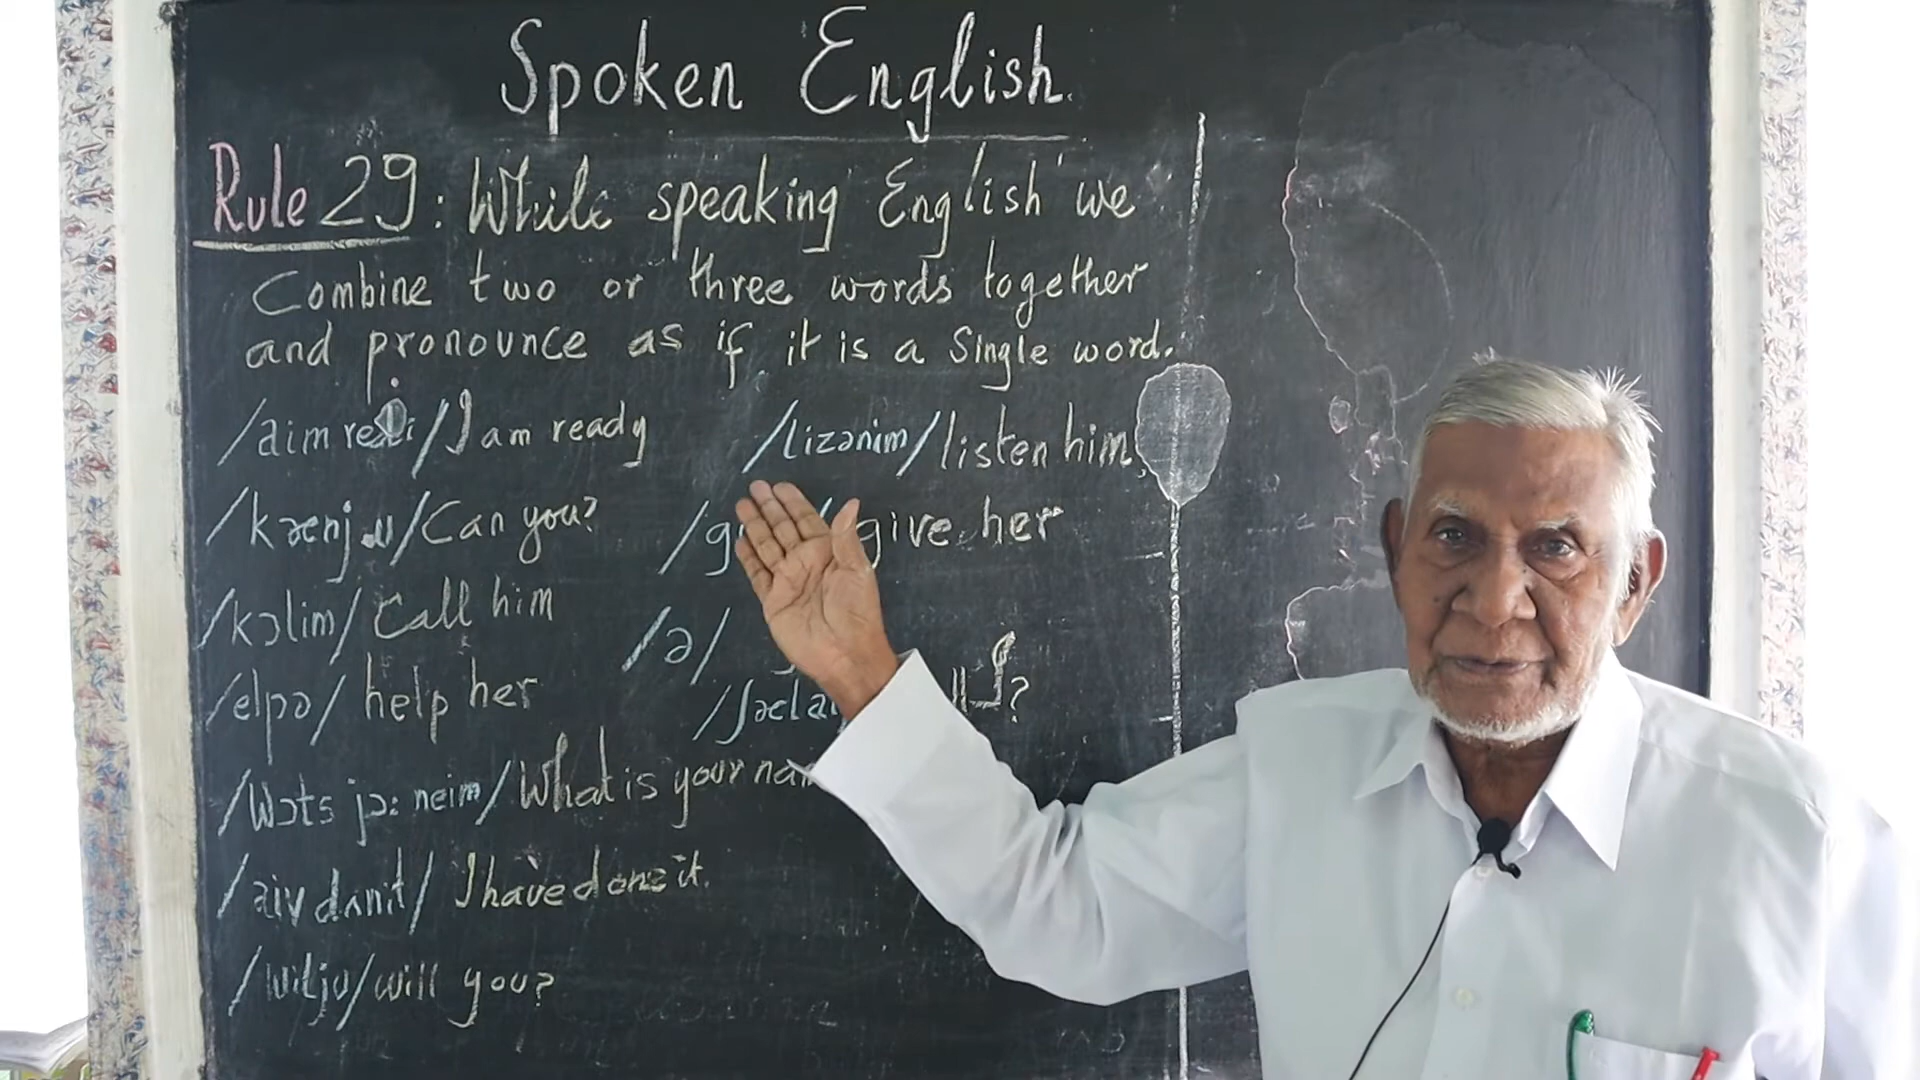 Spoken English.
Rule 29: While speaking English we
Combine two or three words together
and pronounce as if it is a Single word.
/aim redi/ I am ready
/kæenju/ Can you?
/kɔlim/ Call him
/elpə/ help her
/Wɔts jɔ: neim/ What is your
/aiv dʌnit/ I have done it.
/wilju/ will you?
/lizənim/ listen him
give her
/ə/